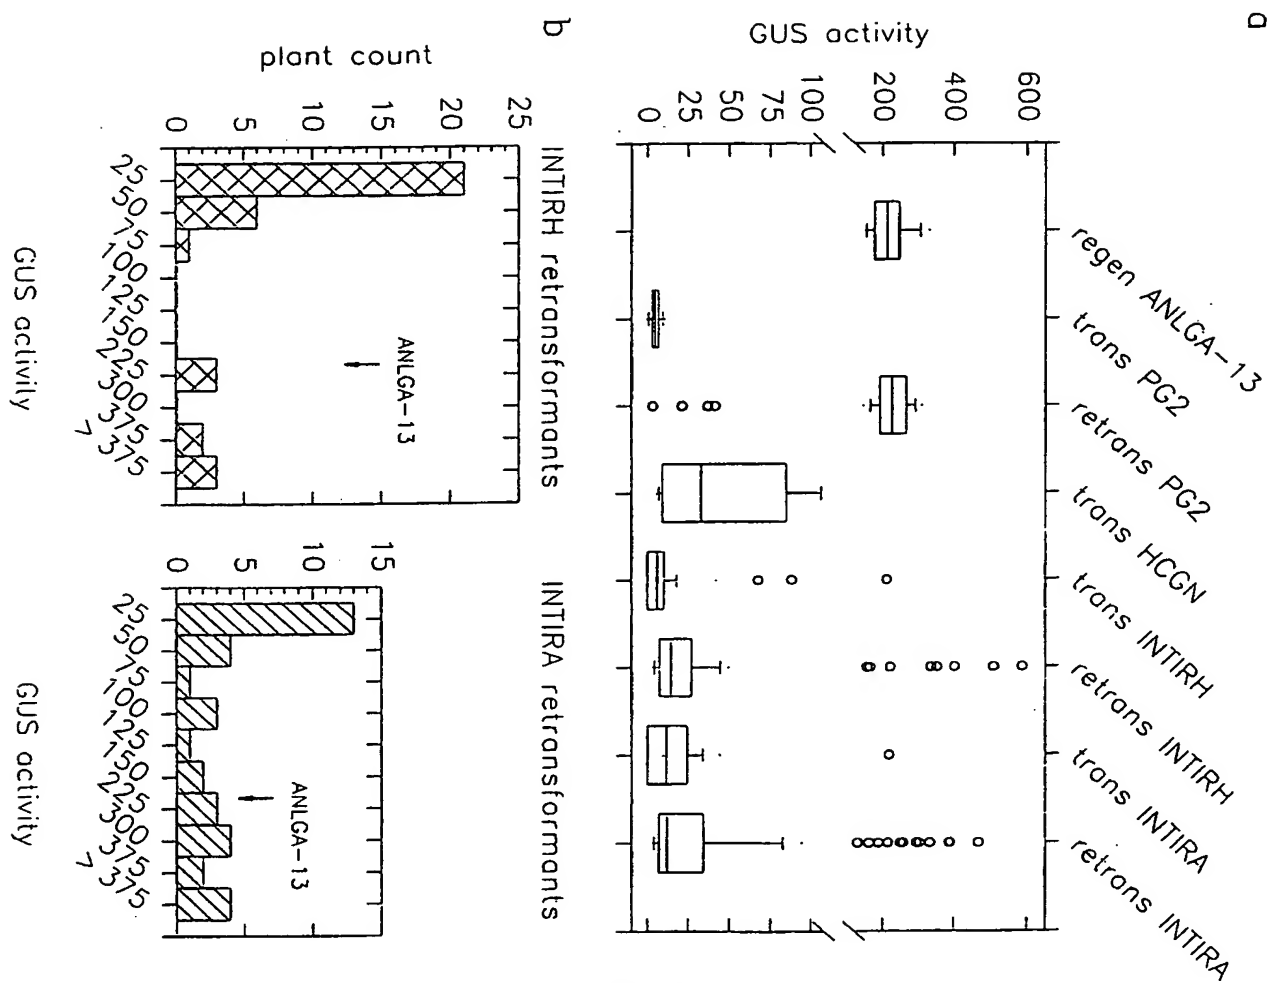 a
GUS activity
0
25
50
75
100
200
400
600
regen ANLGA-13
trans PG2
retrans PG2
trans HCGN
trans INTIRH
retrans INTIRH
trans INTIRA
retrans INTIRA
b
INTIRH retransformants
plant count
25
20
15
10
5
0
ANLGA-13
25
50
75
100
125
150
225
300
375
> 375
GUS activity
INTIRA retransformants
15
10
5
0
ANLGA-13
25
50
75
100
125
150
225
300
375
> 375
GUS activity